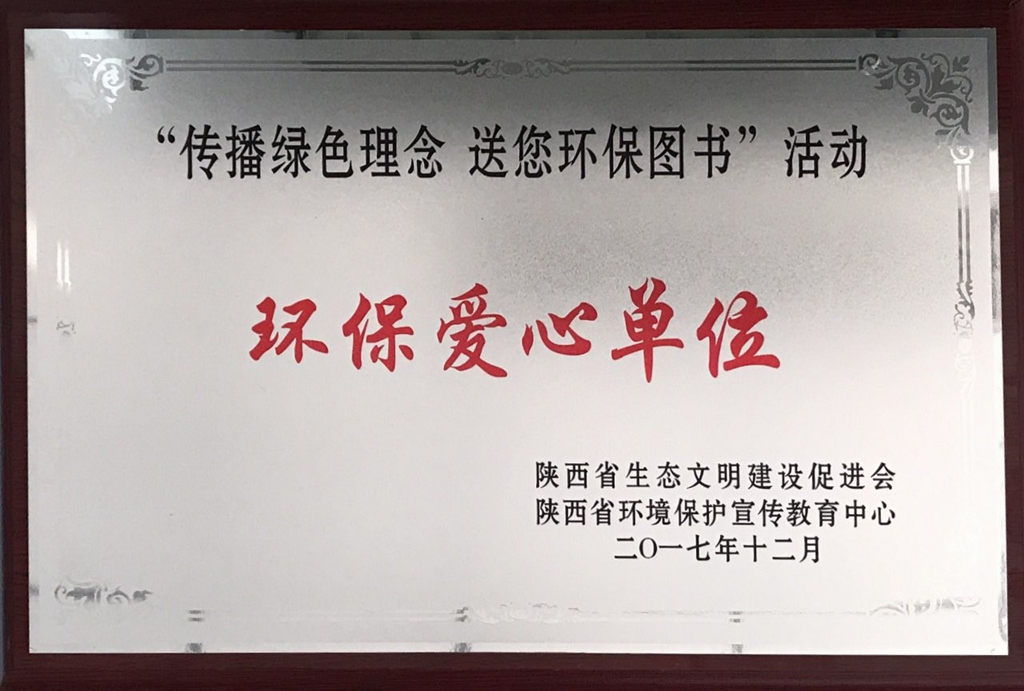 “传播绿色理念 送您环保图书”活动
环保爱心单位
陕西省生态文明建设促进会
陕西省环境保护宣传教育中心
二〇一七年十二月